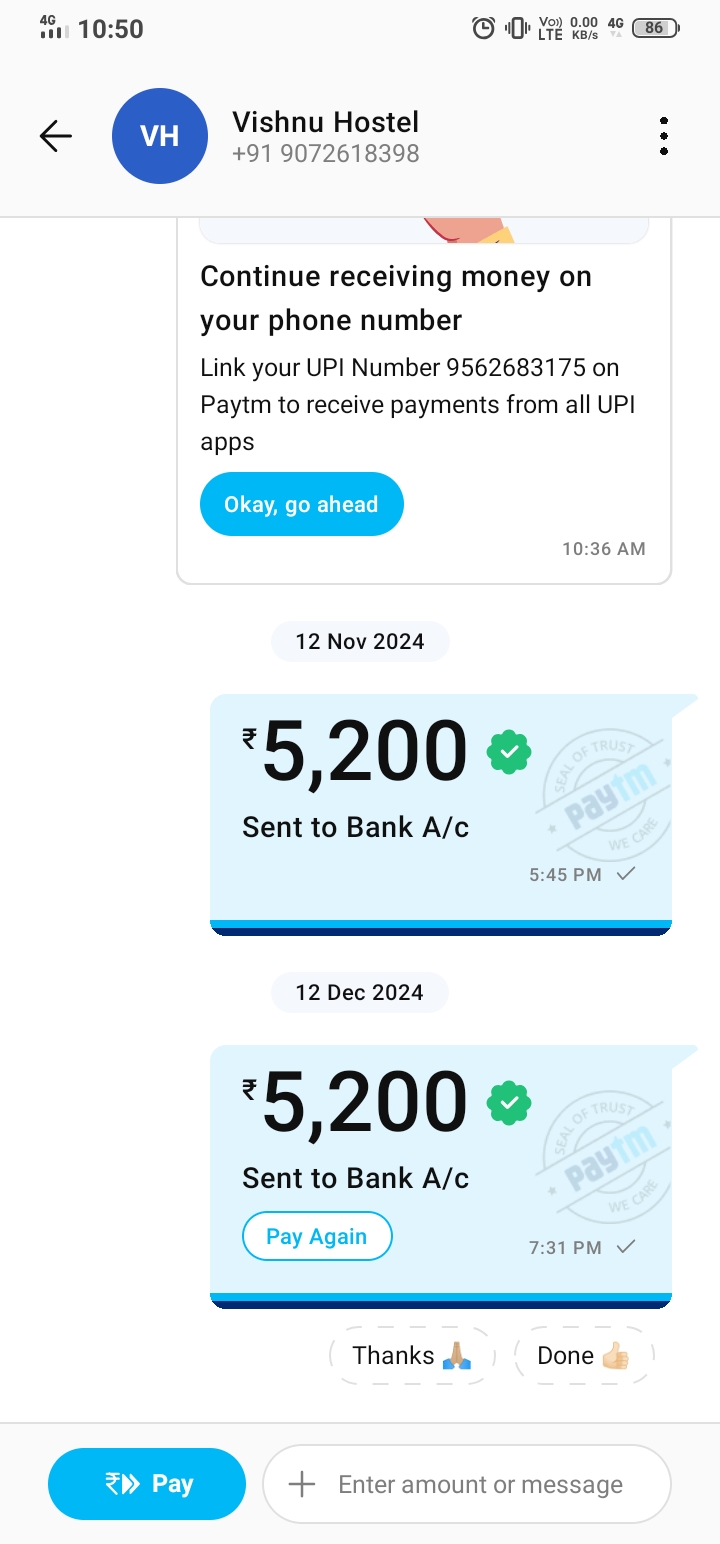 4G 10:50 Vo)) LTE 0.00 KB/s 4G 86
VH
Vishnu Hostel
+91 9072618398
Continue receiving money on
your phone number
Link your UPI Number 9562683175 on
Paytm to receive payments from all UPI
apps
Okay, go ahead
10:36 AM
12 Nov 2024
₹5,200
SEAL OF TRUST
paytm
WE CARE
Sent to Bank A/c
5:45 PM
12 Dec 2024
₹5,200
SEAL OF TRUST
paytm
WE CARE
Sent to Bank A/c
Pay Again
7:31 PM
Thanks 🙏🏽 Done 👍🏼
₹ Pay
Enter amount or message